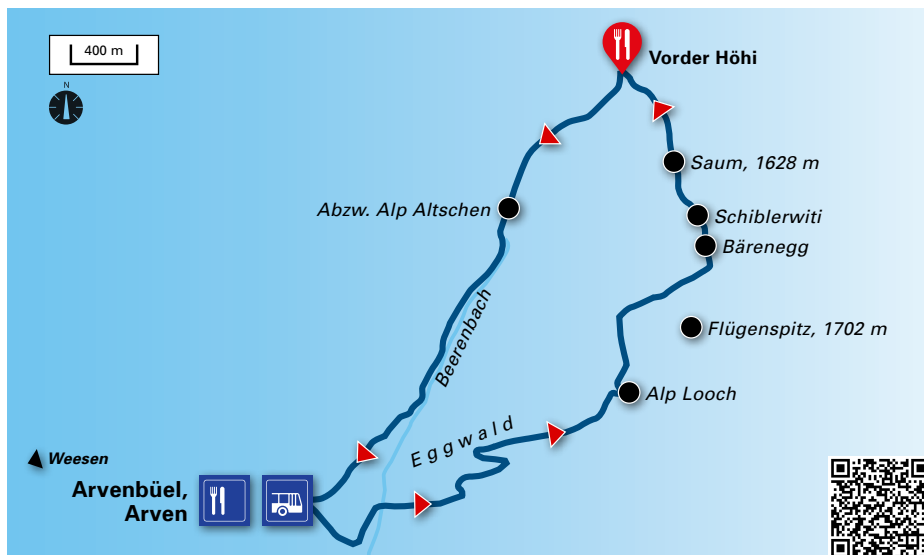 400 m
N
Vorder Höhi
Saum, 1628 m
Abzw. Alp Altschen
Schiblerwiti
Bärenegg
Beerenbach
Flügenspitz, 1702 m
Alp Looch
Eggwald
Weesen
Arvenbüel,
Arven